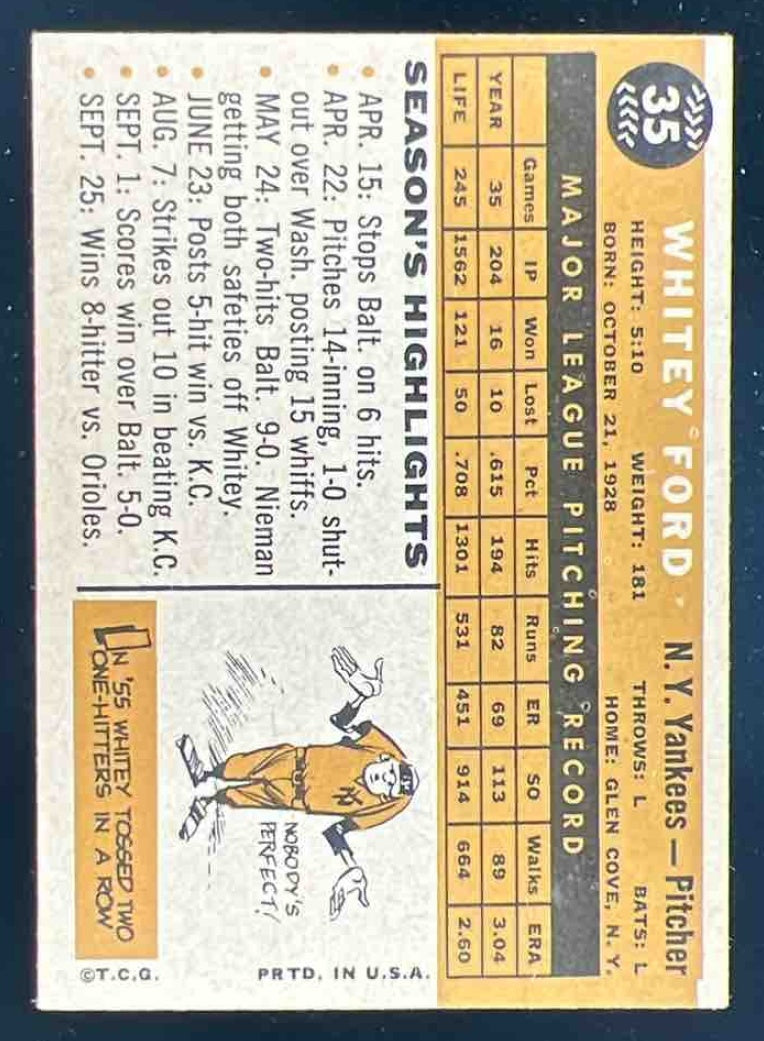 35
WHITEY FORD · N. Y. Yankees — Pitcher
HEIGHT: 5:10 WEIGHT: 181 THROWS: L BATS: L
BORN: OCTOBER 21, 1928 HOME: GLEN COVE, N. Y.
MAJOR LEAGUE PITCHING RECORD
Games IP Won Lost Pct Hits Runs ER SO Walks ERA
YEAR 35 204 16 10 .615 194 82 69 113 89 3.04
LIFE 245 1562 121 50 .708 1301 531 451 914 664 2.60
SEASON'S HIGHLIGHTS
• APR. 15: Stops Balt. on 6 hits.
• APR. 22: Pitches 14-inning, 1-0 shut-
out over Wash. posting 15 whiffs.
• MAY 24: Two-hits Balt. 9-0. Nieman
getting both safeties off Whitey.
• JUNE 23: Posts 5-hit win vs. K.C.
• AUG. 7: Strikes out 10 in beating K.C.
• SEPT. 1: Scores win over Balt. 5-0.
• SEPT. 25: Wins 8-hitter vs. Orioles.
NY
NY
NOBODY'S
PERFECT!
IN '55 WHITEY TOSSED TWO
ONE-HITTERS IN A ROW
©T.C.G. PRTD. IN U.S.A.